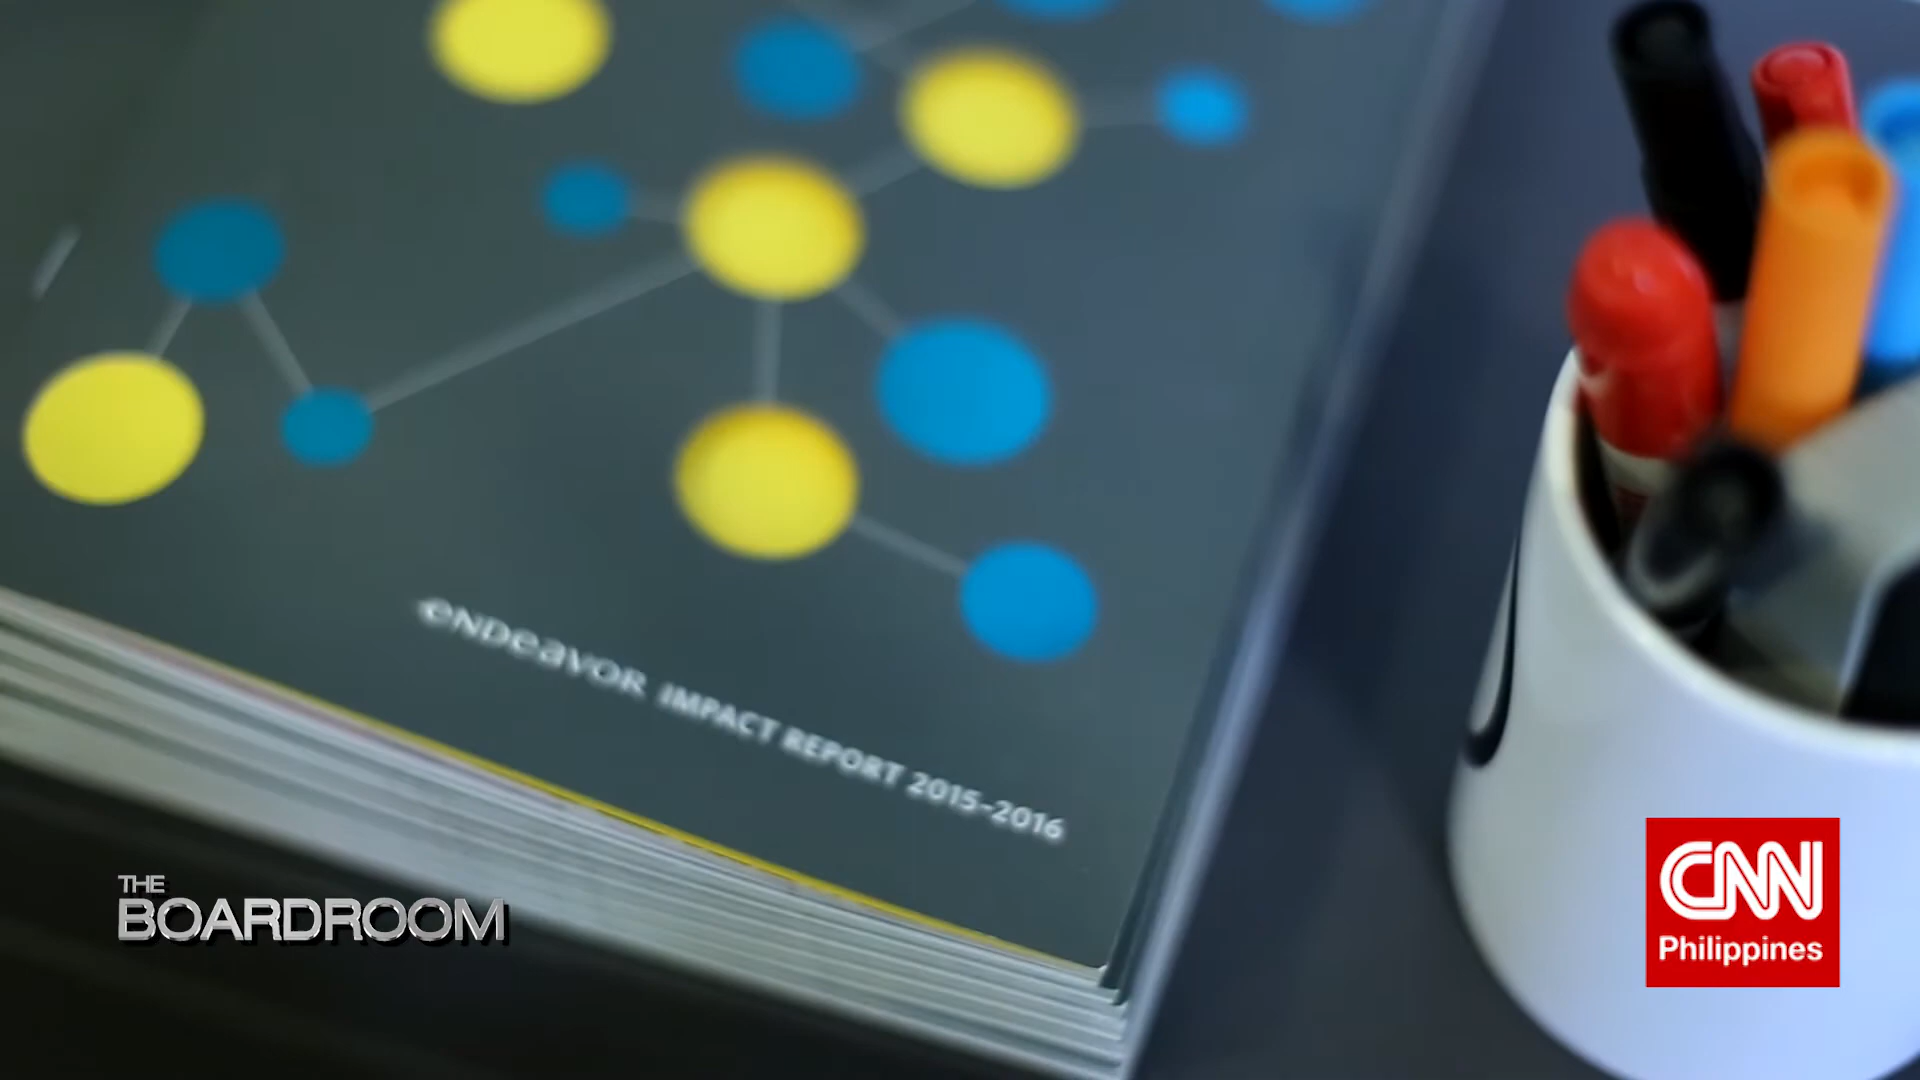 eNDeavOR IMPACT REPORT 2015-2016
THE
BOARDROOM
CNN
Philippines